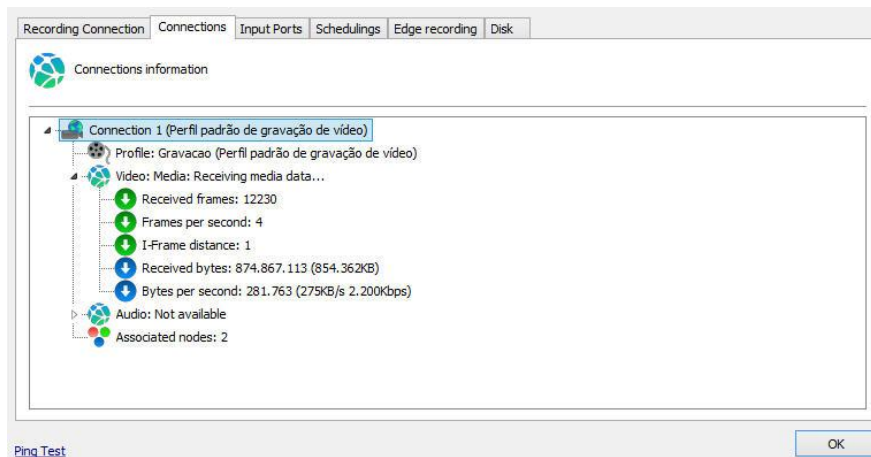 Recording Connection Connections Input Ports Schedulings Edge recording Disk
Connections information
Connection 1 (Perfil padrão de gravação de vídeo)
Profile: Gravacao (Perfil padrão de gravação de vídeo)
Video: Media: Receiving media data...
Received frames: 12230
Frames per second: 4
I-Frame distance: 1
Received bytes: 874.867.113 (854.362KB)
Bytes per second: 281.763 (275KB/s 2.200Kbps)
Audio: Not available
Associated nodes: 2
OK
Ping Test